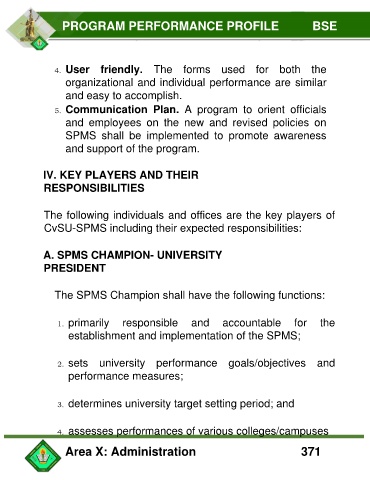 PROGRAM PERFORMANCE PROFILE BSE
4. User friendly. The forms used for both the
organizational and individual performance are similar
and easy to accomplish.
5. Communication Plan. A program to orient officials
and employees on the new and revised policies on
SPMS shall be implemented to promote awareness
and support of the program.
IV. KEY PLAYERS AND THEIR
RESPONSIBILITIES
The following individuals and offices are the key players of
CvSU-SPMS including their expected responsibilities:
A. SPMS CHAMPION- UNIVERSITY
PRESIDENT
The SPMS Champion shall have the following functions:
1. primarily responsible and accountable for the
establishment and implementation of the SPMS;
2. sets university performance goals/objectives and
performance measures;
3. determines university target setting period; and
4. assesses performances of various colleges/campuses
Area X: Administration 371